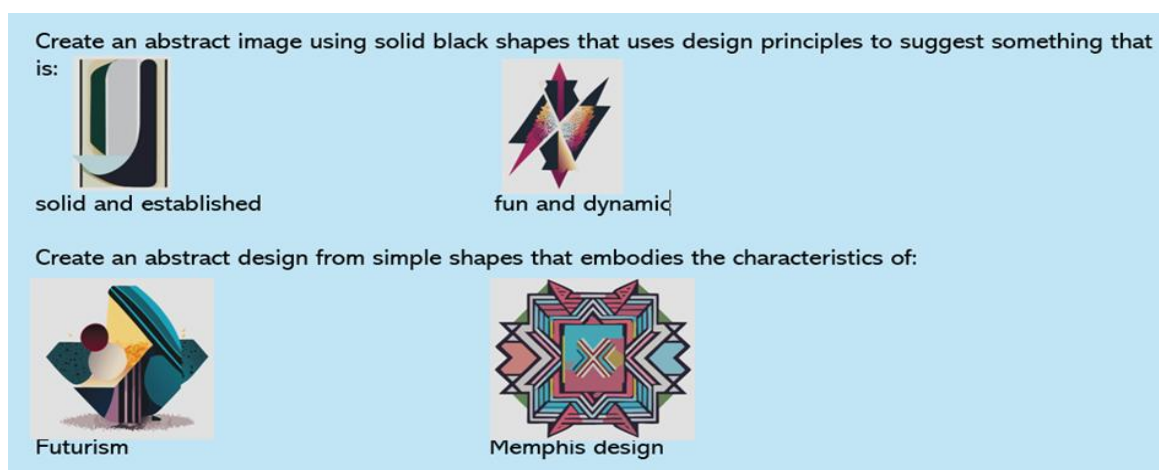 Create an abstract image using solid black shapes that uses design principles to suggest something that
is:
solid and established
fun and dynamic
Create an abstract design from simple shapes that embodies the characteristics of:
Futurism
Memphis design